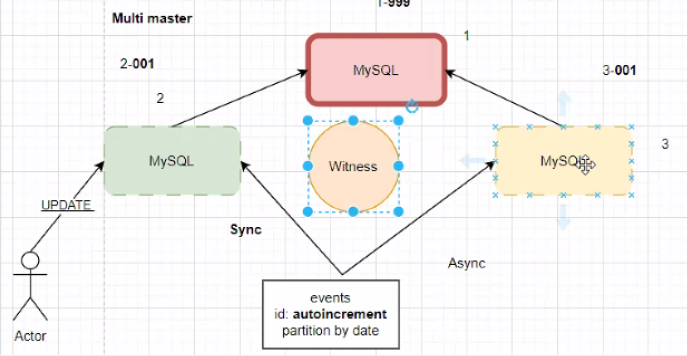 1-999
Multi master
1
2-001
MySQL
3-001
2
MySQL
Witness
MySQL
3
UPDATE
Sync
Async
events
id: autoincrement
partition by date
Actor